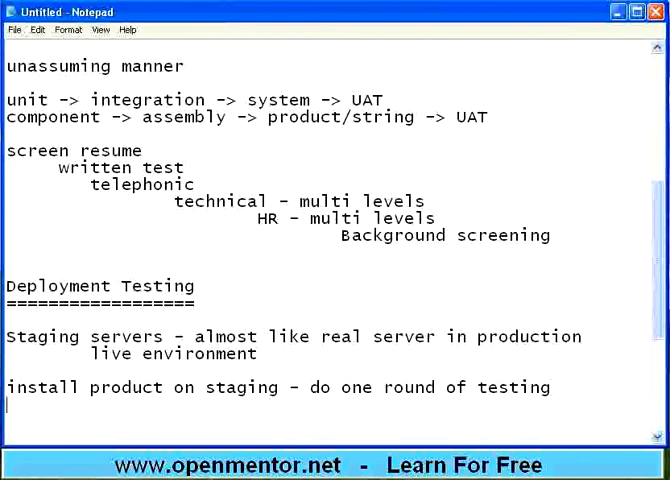 Untitled - Notepad
File Edit Format View Help
unassuming manner
unit -> integration -> system -> UAT
component -> assembly -> product/string -> UAT
screen resume
written test
telephonic
technical - multi levels
HR - multi levels
Background screening
Deployment Testing
==================
Staging servers - almost like real server in production
live environment
install product on staging - do one round of testing
www.openmentor.net - Learn For Free